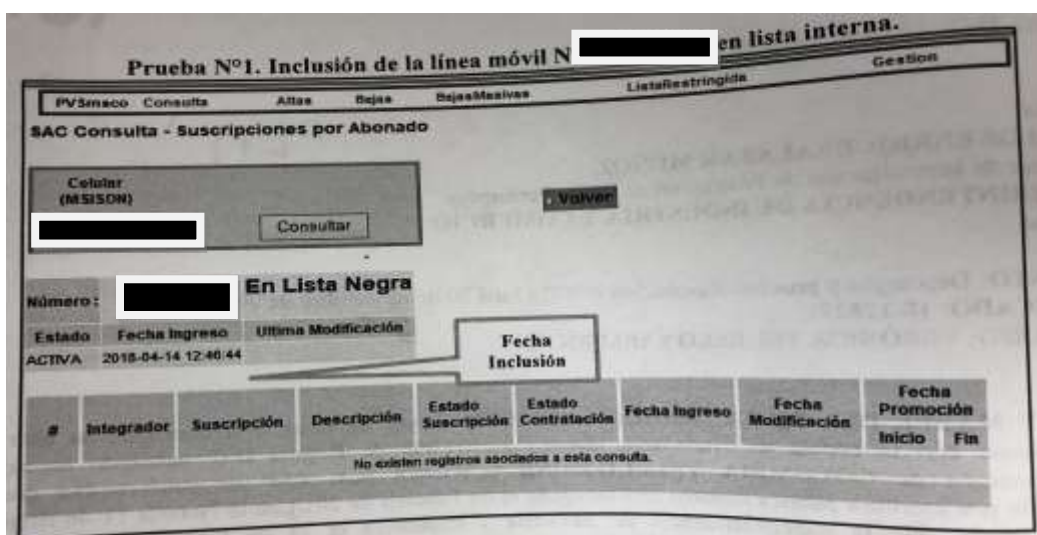 Prueba Nº1. Inclusión de la línea móvil N en lista interna.
PVSmsco Consulta Altas Bajas BajasMasivas ListaRestringida Gestion
SAC Consulta - Suscripciones por Abonado
Celular
(MSISDN)
Volver
Consultar
Número: En Lista Negra
Estado Fecha Ingreso Ultima Modificación
ACTIVA 2018-04-14 12:46:44
Fecha
Inclusión
# Integrador Suscripción Descripción Estado Suscripción Estado Contratación Fecha Ingreso Fecha Modificación Fecha Promoción
Inicio Fin
No existen registros asociados a esta consulta.